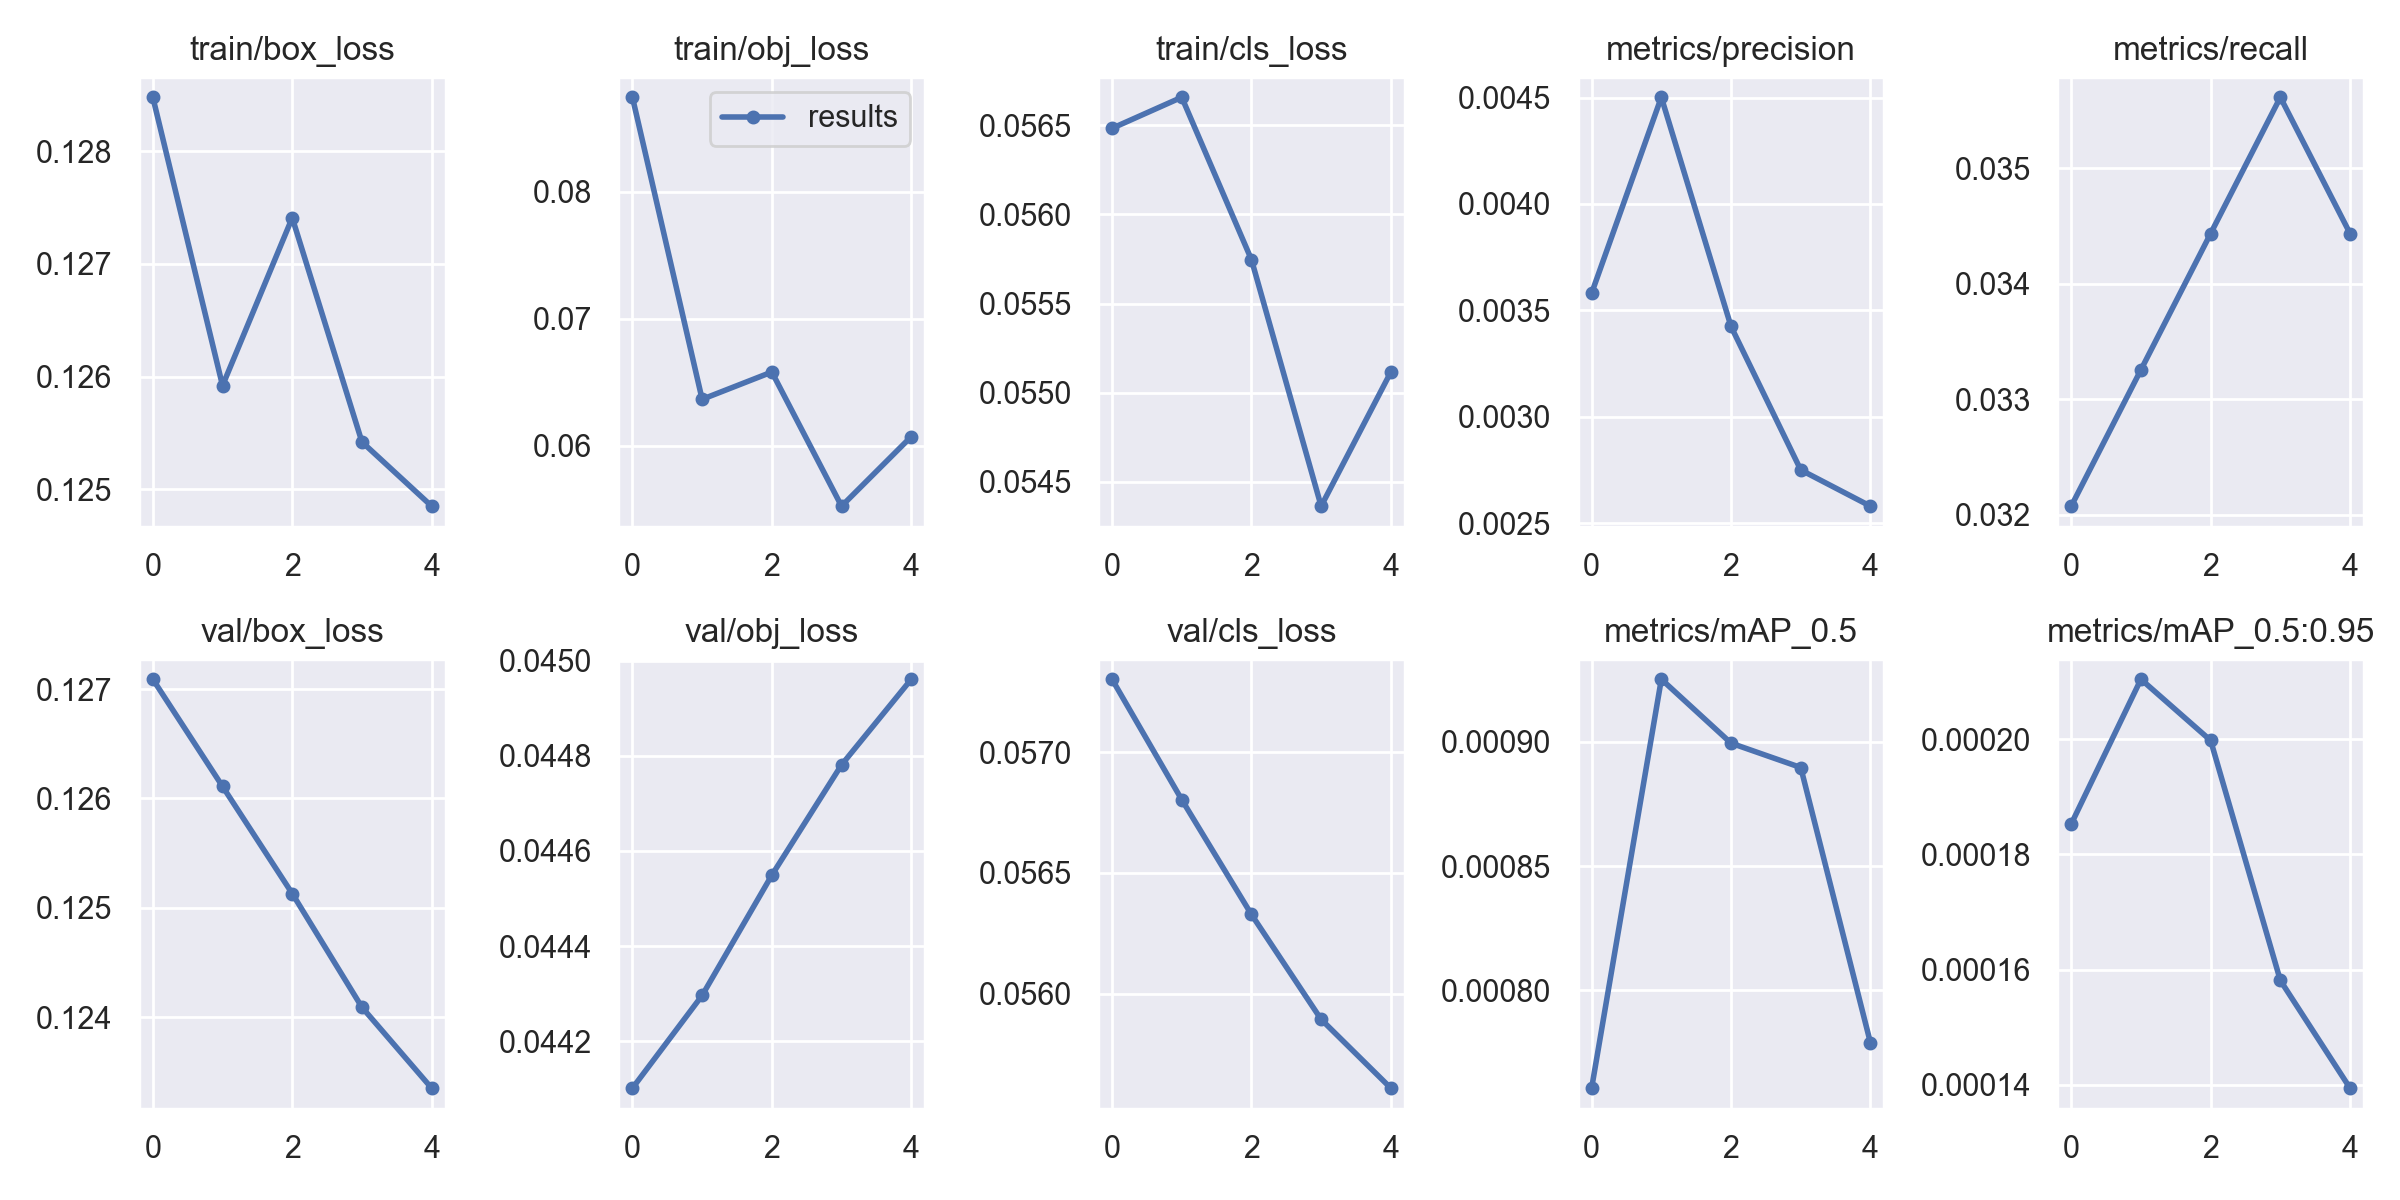 train/box_loss
0.128
0.127
0.126
0.125
0 2 4
train/obj_loss
results
0.08
0.07
0.06
0 2 4
train/cls_loss
0.0565
0.0560
0.0555
0.0550
0.0545
0 2 4
metrics/precision
0.0045
0.0040
0.0035
0.0030
0.0025
0 2 4
metrics/recall
0.035
0.034
0.033
0.032
0 2 4
val/box_loss
0.127
0.126
0.125
0.124
0 2 4
val/obj_loss
0.0450
0.0448
0.0446
0.0444
0.0442
0 2 4
val/cls_loss
0.0570
0.0565
0.0560
0 2 4
metrics/mAP_0.5
0.00090
0.00085
0.00080
0 2 4
metrics/mAP_0.5:0.95
0.00020
0.00018
0.00016
0.00014
0 2 4